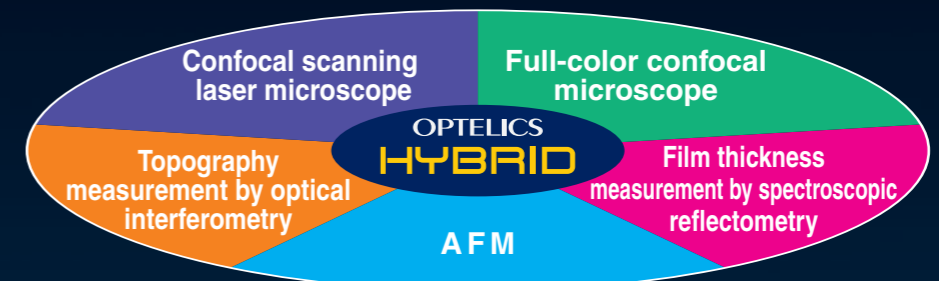 Confocal scanning
laser microscope
Full-color confocal
microscope
OPTELICS
HYBRID
Topography
measurement by optical
interferometry
Film thickness
measurement by spectroscopic
reflectometry
AFM